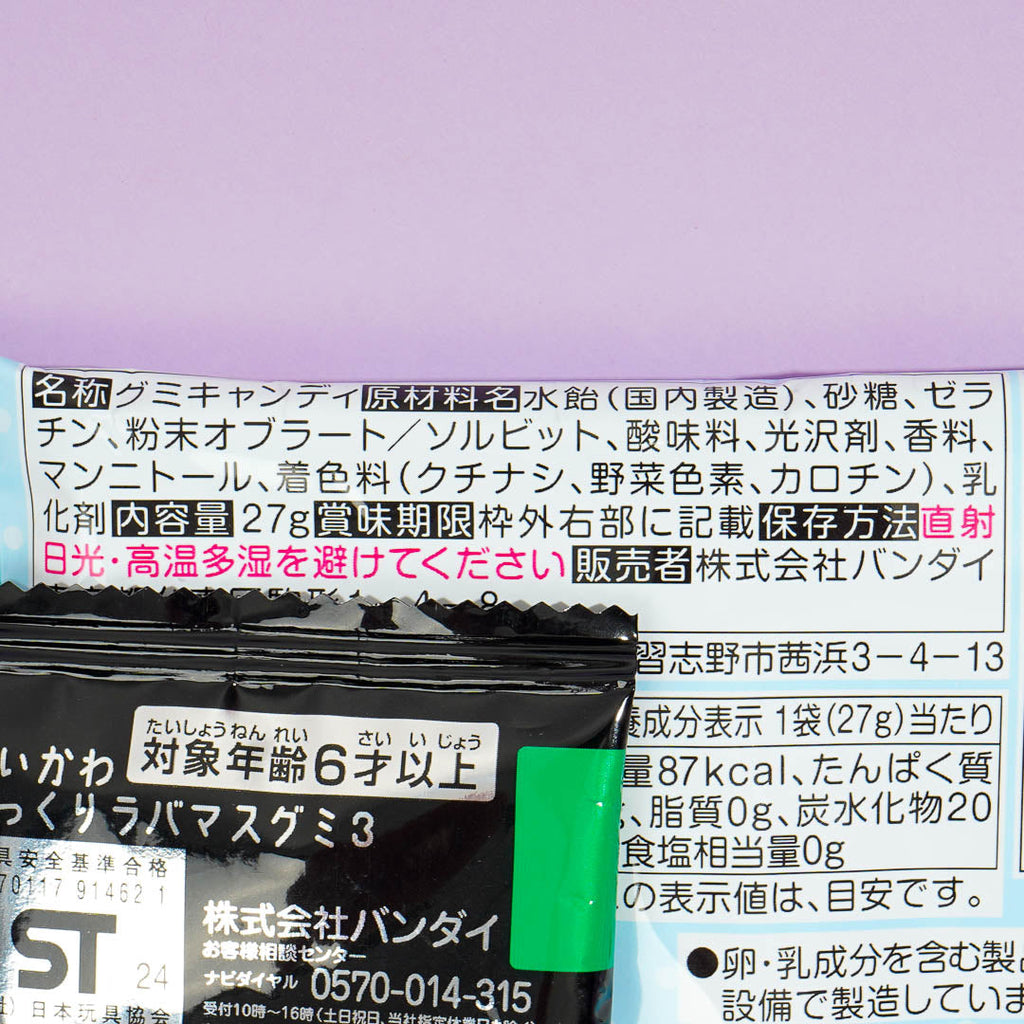 名称グミキャンディ原材料名水飴(国内製造)、砂糖、ゼラ
チン、粉末オブラート／ソルビット、酸味料、光沢剤、香料、
マンニトール、着色料(クチナシ、野菜色素、カロチン)、乳
化剤内容量27g賞味期限枠外右部に記載保存方法直射
日光・高温多湿を避けてください販売者株式会社バンダイ
習志野市茜浜3−4−13
養成分表示 1袋(27g)当たり
量87kcal、たんぱく質
、脂質0g、炭水化物20
食塩相当量0g
の表示値は、目安です。
●卵・乳成分を含む製
設備で製造していま
たいしょうねんれい さいいじょう
対象年齢6才以上
いかわ
っくりラバマスグミ3
具安全基準合格
70117 91462 1
ST
24
日本玩具協会
株式会社バンダイ
お客様相談センター
ナビダイヤル 0570-014-315
受付10時〜16時(土日祝日、当社指定休業日